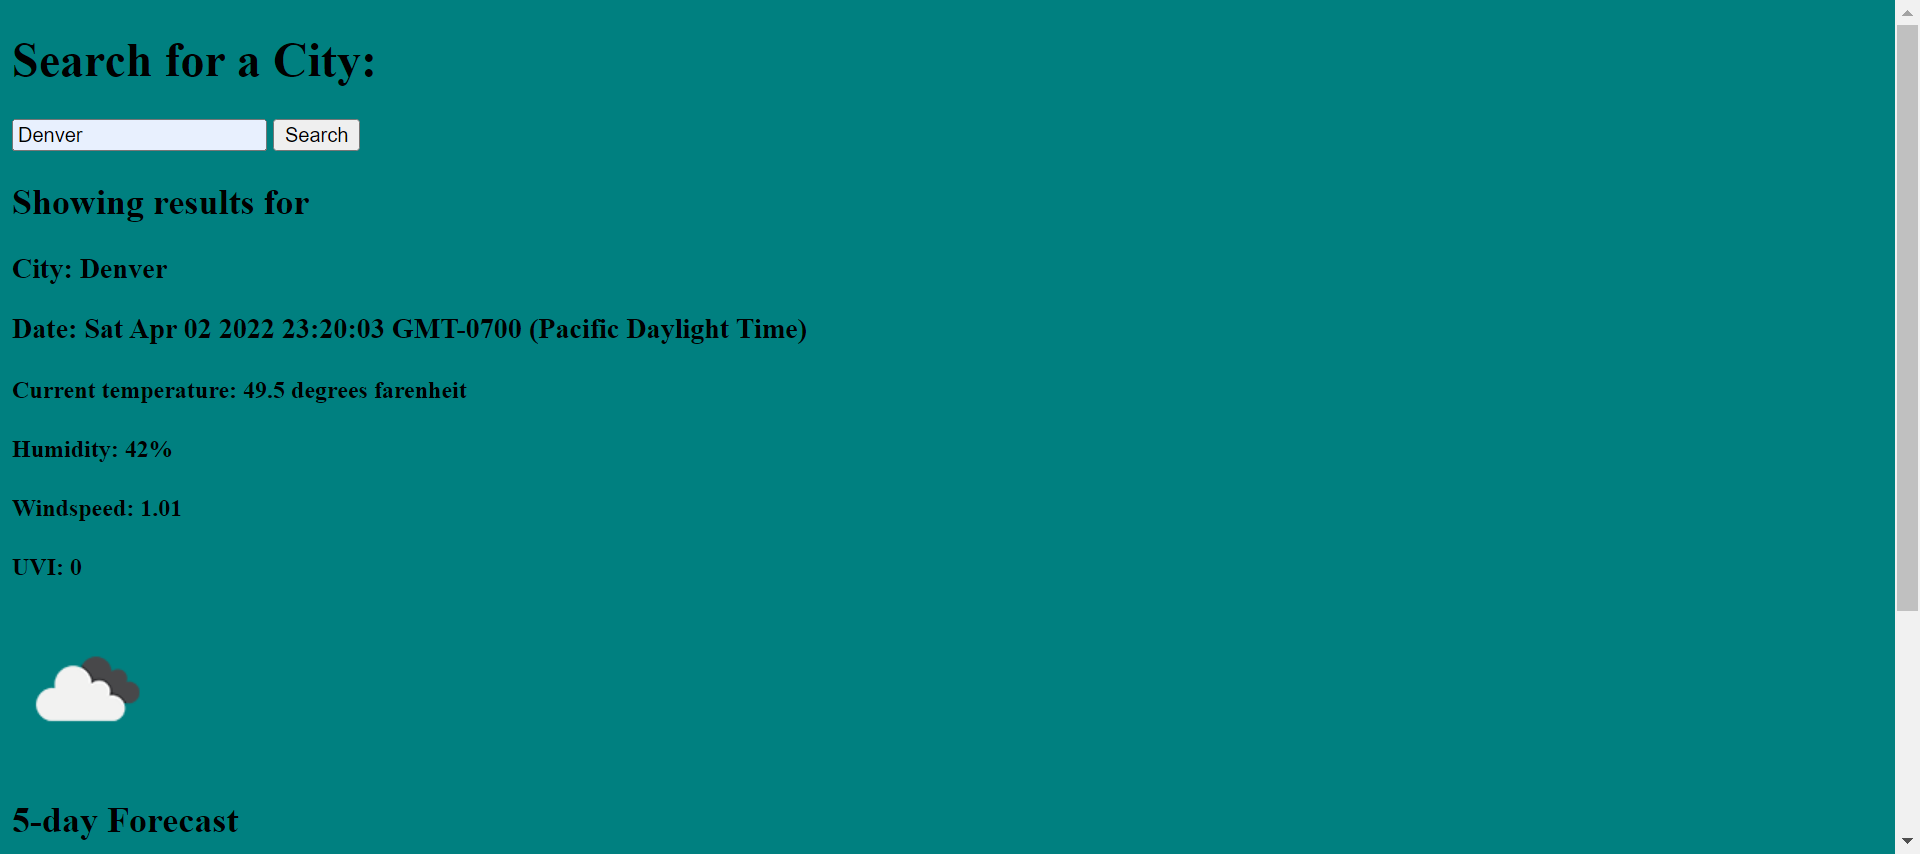 Search for a City:
Denver Search
Showing results for
City: Denver
Date: Sat Apr 02 2022 23:20:03 GMT-0700 (Pacific Daylight Time)
Current temperature: 49.5 degrees farenheit
Humidity: 42%
Windspeed: 1.01
UVI: 0
5-day Forecast